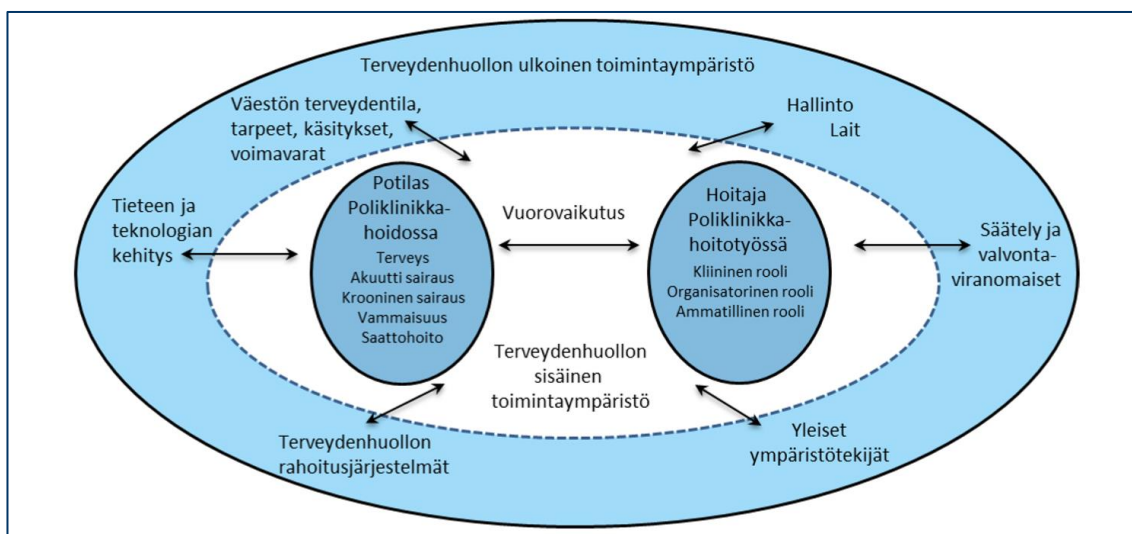 Terveydenhuollon ulkoinen toimintaympäristö
Väestön terveydentila,
tarpeet, käsitykset,
voimavarat
Hallinto
Lait
Tieteen ja
teknologian
kehitys
Potilas
Poliklinikka-
hoidossa
Terveys
Akuutti sairaus
Krooninen sairaus
Vammaisuus
Saattohoito
Vuorovaikutus
Hoitaja
Poliklinikka-
hoitotyössä
Kliininen rooli
Organisatorinen rooli
Ammatillinen rooli
Säätely ja
valvonta-
viranomaiset
Terveydenhuollon
sisäinen
toimintaympäristö
Terveydenhuollon
rahoitusjärjestelmät
Yleiset
ympäristötekijät